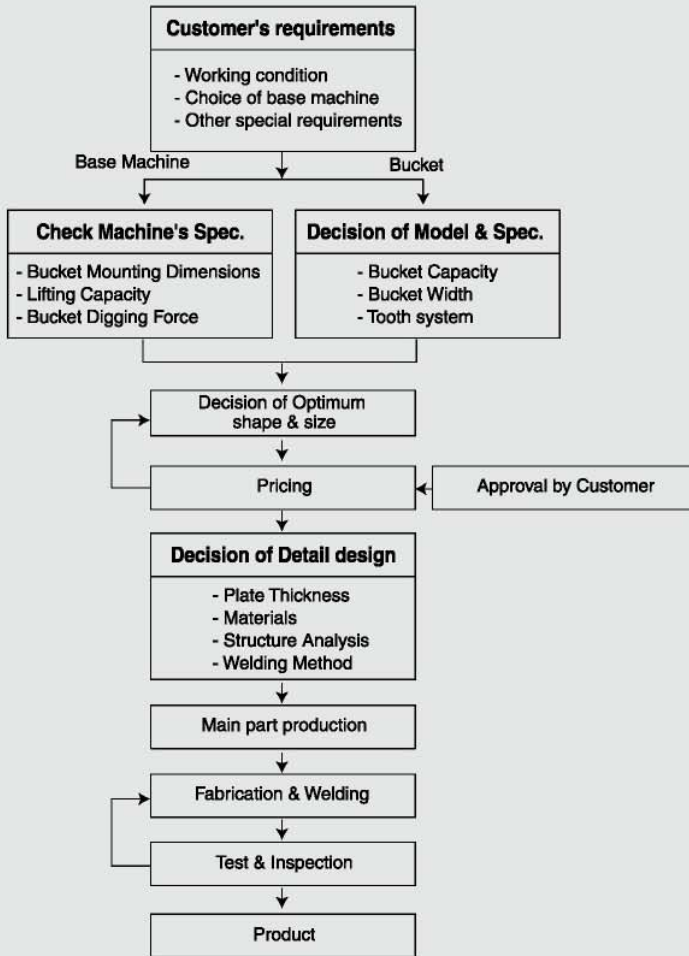 Customer's requirements
- Working condition
- Choice of base machine
- Other special requirements
Base Machine
Bucket
Check Machine's Spec.
- Bucket Mounting Dimensions
- Lifting Capacity
- Bucket Digging Force
Decision of Model & Spec.
- Bucket Capacity
- Bucket Width
- Tooth system
Decision of Optimum
shape & size
Pricing
Approval by Customer
Decision of Detail design
- Plate Thickness
- Materials
- Structure Analysis
- Welding Method
Main part production
Fabrication & Welding
Test & Inspection
Product